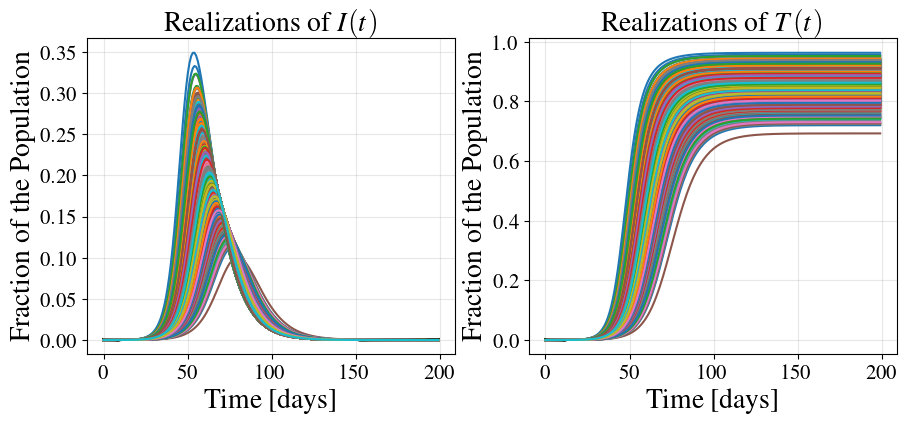 Realizations of I(t)
Fraction of the Population
0.35
0.30
0.25
0.20
0.15
0.10
0.05
0.00
0 50 100 150 200
Time [days]
Realizations of T(t)
Fraction of the Population
1.0
0.8
0.6
0.4
0.2
0.0
0 50 100 150 200
Time [days]